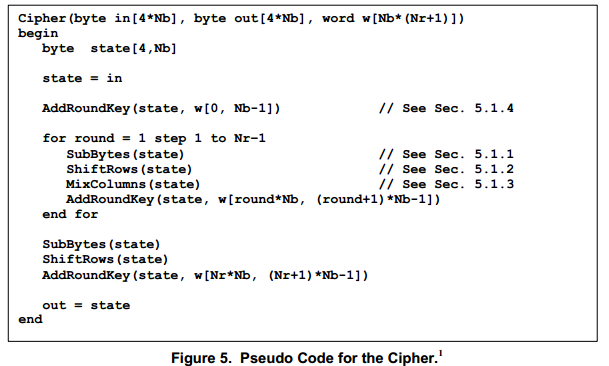 Cipher(byte in[4*Nb], byte out[4*Nb], word w[Nb*(Nr+1)])
begin
byte state[4,Nb]
state = in
AddRoundKey(state, w[0, Nb-1]) // See Sec. 5.1.4
for round = 1 step 1 to Nr-1
SubBytes(state) // See Sec. 5.1.1
ShiftRows(state) // See Sec. 5.1.2
MixColumns(state) // See Sec. 5.1.3
AddRoundKey(state, w[round*Nb, (round+1)*Nb-1])
end for
SubBytes(state)
ShiftRows(state)
AddRoundKey(state, w[Nr*Nb, (Nr+1)*Nb-1])
out = state
end
Figure 5. Pseudo Code for the Cipher.1